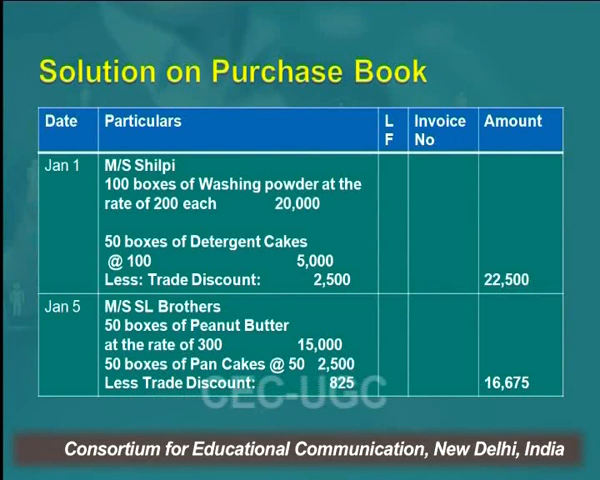 Solution on Purchase Book
Date Particulars L F Invoice No Amount
Jan 1 M/S Shilpi
100 boxes of Washing powder at the
rate of 200 each 20,000
50 boxes of Detergent Cakes
@ 100 5,000
Less: Trade Discount: 2,500 22,500
Jan 5 M/S SL Brothers
50 boxes of Peanut Butter
at the rate of 300 15,000
50 boxes of Pan Cakes @ 50 2,500
Less Trade Discount: 825 16,675
CEC-UGC
Consortium for Educational Communication, New Delhi, India